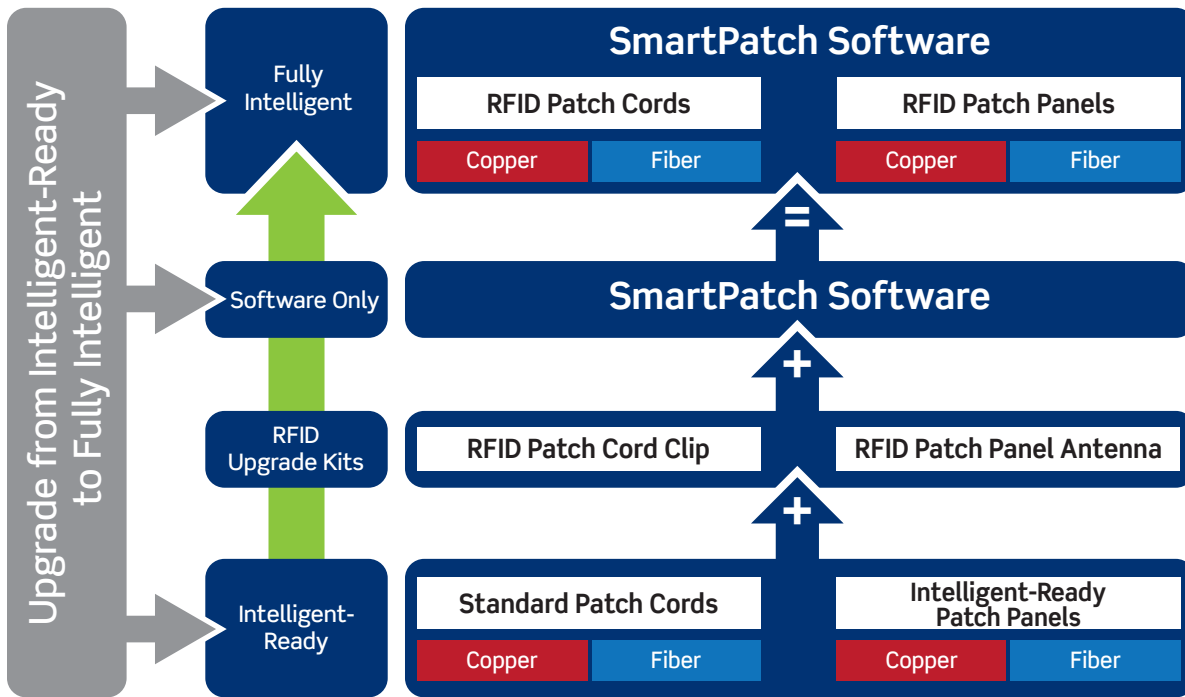 Upgrade from Intelligent-Ready
to Fully Intelligent
Fully
Intelligent
SmartPatch Software
RFID Patch Cords
RFID Patch Panels
Copper
Fiber
Copper
Fiber
=
Software Only
SmartPatch Software
+
RFID
Upgrade Kits
RFID Patch Cord Clip
RFID Patch Panel Antenna
+
Intelligent-
Ready
Standard Patch Cords
Intelligent-Ready
Patch Panels
Copper
Fiber
Copper
Fiber